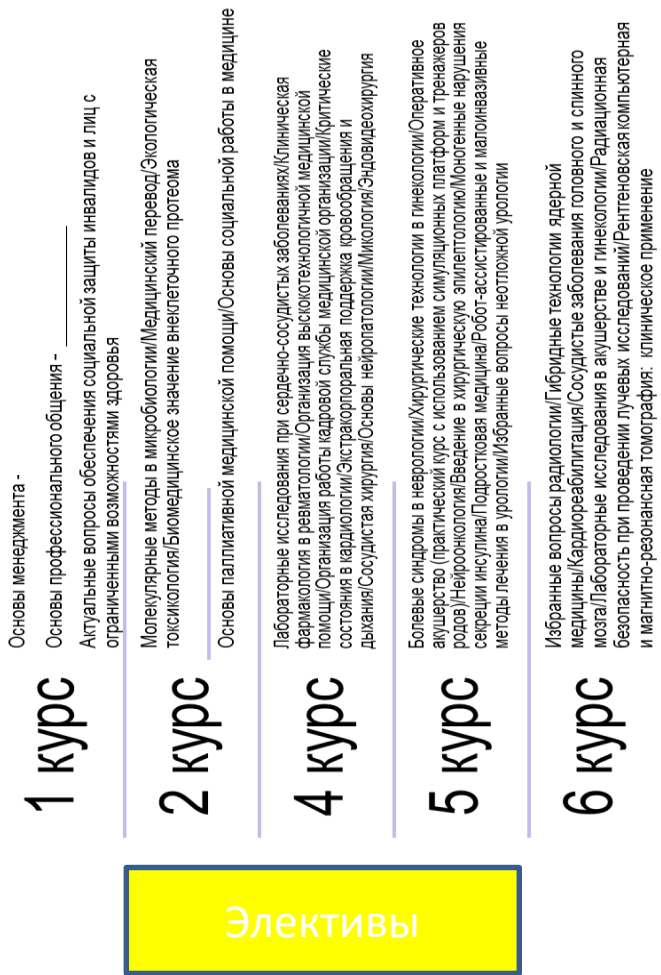 Элективы
1 курс
Основы менеджмента -
Основы профессионального общения – ___________
Актуальные вопросы обеспечения социальной защиты инвалидов и лиц с
ограниченными возможностями здоровья
2 курс
Молекулярные методы в микробиологии/Медицинский перевод/Экологическая
токсикология/Биомедицинское значение внеклеточного протеома
Основы паллиативной медицинской помощи/Основы социальной работы в медицине
4 курс
Лабораторные исследования при сердечно-сосудистых заболеваниях/Клиническая
фармакология в ревматологии/Организация высокотехнологичной медицинской
помощи/Организация работы кадровой службы медицинской организации/Критические
состояния в кардиологии/Экстракорпоральная поддержка кровообращения и
дыхания/Сосудистая хирургия/Основы нейропатологии/Микология/Эндовидеохирургия
5 курс
Болевые синдромы в неврологии/Хирургические технологии в гинекологии/Оперативное
акушерство (практический курс с использованием симуляционных платформ и тренажеров
родов)/Нейроонкология/Введение в хирургическую эпилептологию/Моногенные нарушения
секреции инсулина/Подростковая медицина/Робот-ассистированные и малоинвазивные
методы лечения в урологии/Избранные вопросы неотложной урологии
6 курс
Избранные вопросы радиологии/Гибридные технологии ядерной
медицины/Кардиореабилитация/Сосудистые заболевания головного и спинного
мозга/Лабораторные исследования в акушерстве и гинекологии/Радиационная
безопасность при проведении лучевых исследований/Рентгеновская компьютерная
и магнитно-резонансная томография: клиническое применение